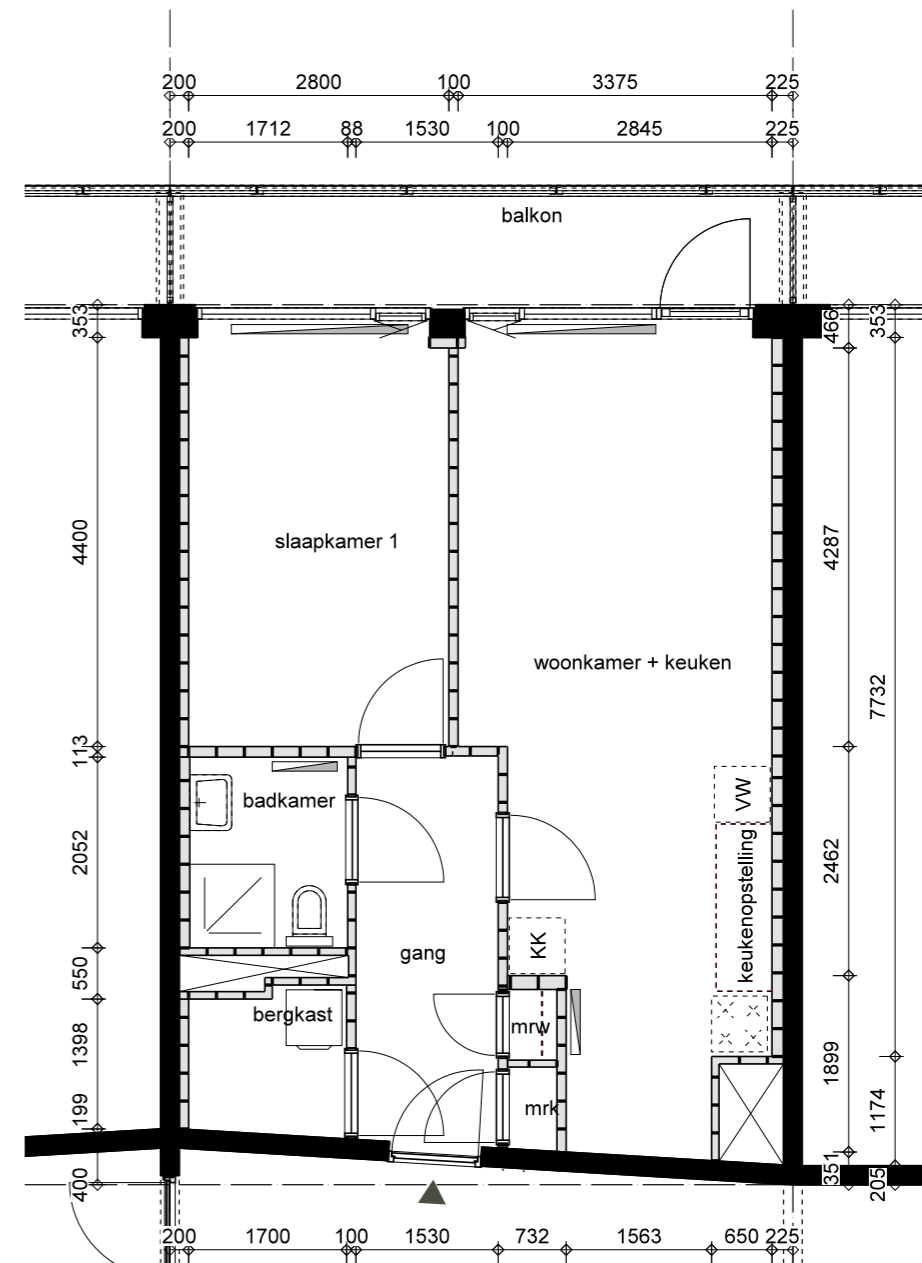 200 2800 100 3375 225
200 1712 88 1530 100 2845 225
balkon
353
466
353
4400
slaapkamer 1
4287
woonkamer + keuken
7732
113
badkamer
VW
2052
keukenopstelling
2462
gang
KK
550
bergkast
mrw
1398
1899
mrk
1174
199
400
351
205
200 1700 100 1530 732 1563 650 225